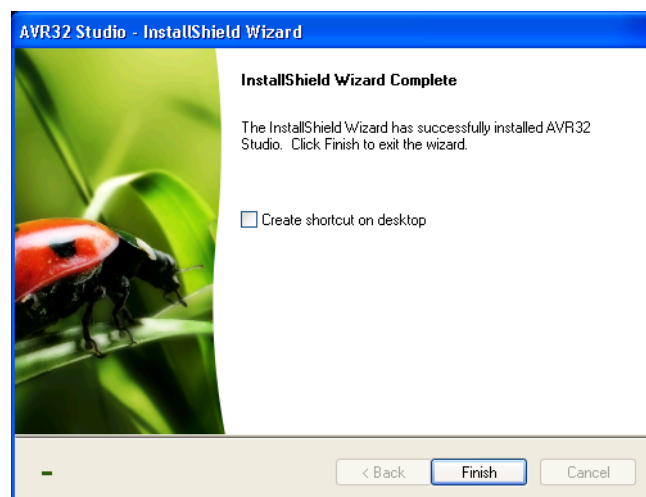 AVR32 Studio - InstallShield Wizard
InstallShield Wizard Complete
The InstallShield Wizard has successfully installed AVR32
Studio. Click Finish to exit the wizard.
Create shortcut on desktop
< Back
Finish
Cancel